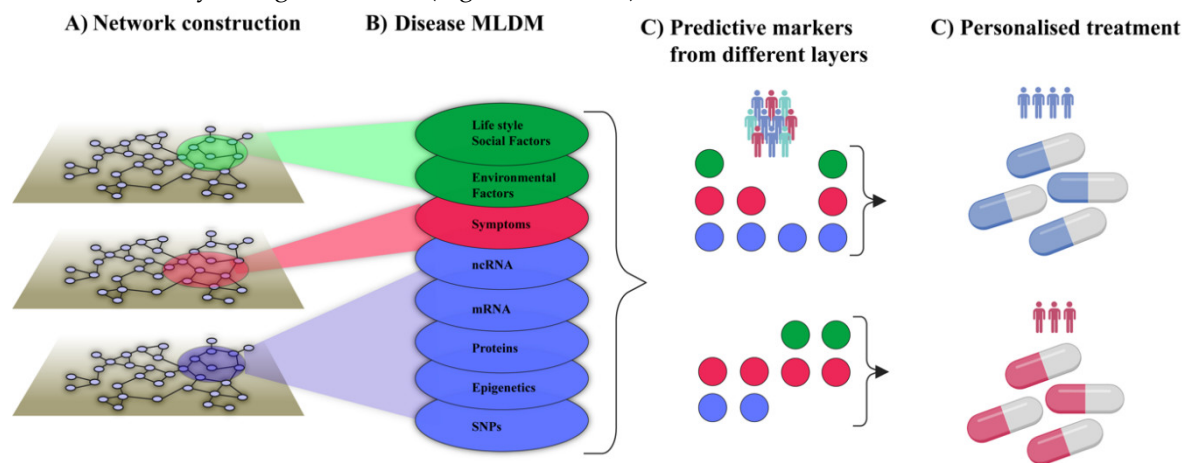 A) Network construction
B) Disease MLDM
C) Predictive markers
from different layers
C) Personalised treatment
Life style
Social Factors
Environmental
Factors
Symptoms
ncRNA
mRNA
Proteins
Epigenetics
SNPs